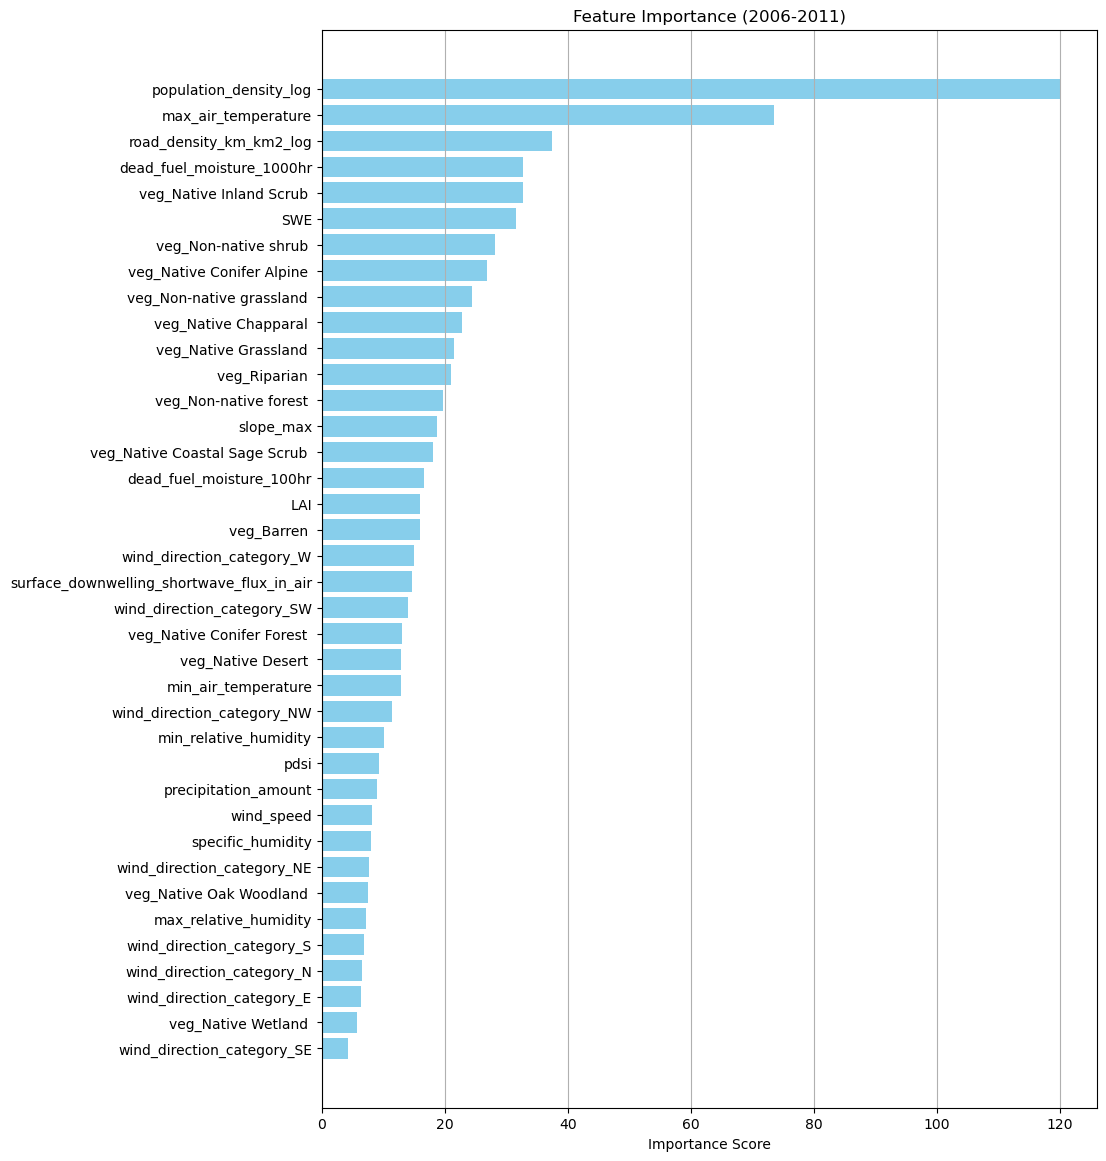 Feature Importance (2006-2011)
population_density_log
max_air_temperature
road_density_km_km2_log
dead_fuel_moisture_1000hr
veg_Native Inland Scrub
SWE
veg_Non-native shrub
veg_Native Conifer Alpine
veg_Non-native grassland
veg_Native Chapparal
veg_Native Grassland
veg_Riparian
veg_Non-native forest
slope_max
veg_Native Coastal Sage Scrub
dead_fuel_moisture_100hr
LAI
veg_Barren
wind_direction_category_W
surface_downwelling_shortwave_flux_in_air
wind_direction_category_SW
veg_Native Conifer Forest
veg_Native Desert
min_air_temperature
wind_direction_category_NW
min_relative_humidity
pdsi
precipitation_amount
wind_speed
specific_humidity
wind_direction_category_NE
veg_Native Oak Woodland
max_relative_humidity
wind_direction_category_S
wind_direction_category_N
wind_direction_category_E
veg_Native Wetland
wind_direction_category_SE
0 20 40 60 80 100 120
Importance Score